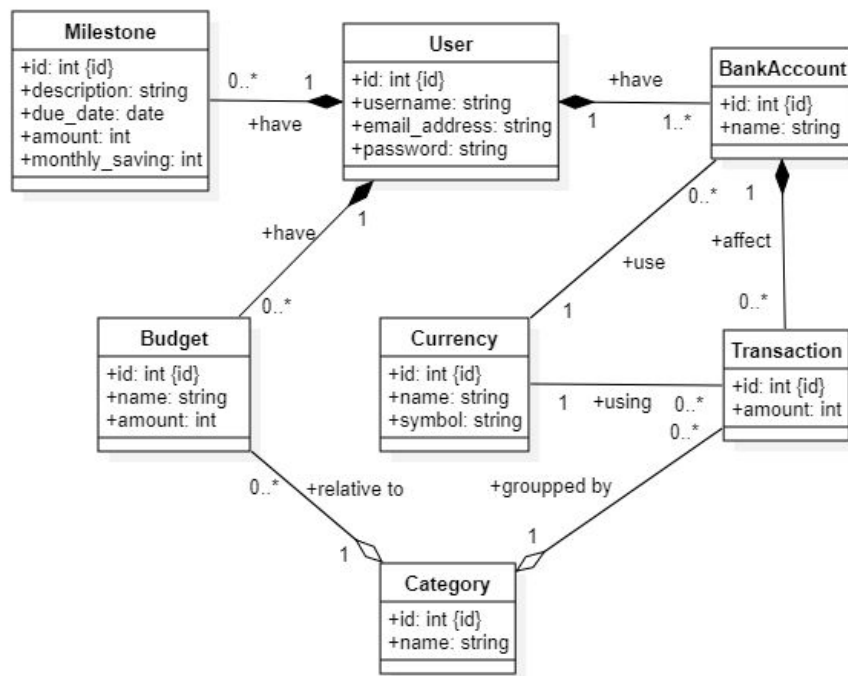 Milestone
+id: int {id}
+description: string
+due_date: date
+amount: int
+monthly_saving: int
0..*
1
+have
User
+id: int {id}
+username: string
+email_address: string
+password: string
+have
1
1..*
BankAccount
+id: int {id}
+name: string
1
+have
0..*
0..*
+use
1
1
+affect
0..*
Budget
+id: int {id}
+name: string
+amount: int
Currency
+id: int {id}
+name: string
+symbol: string
1
+using
0..*
Transaction
+id: int {id}
+amount: int
0..*
+relative to
1
0..*
+groupped by
1
Category
+id: int {id}
+name: string